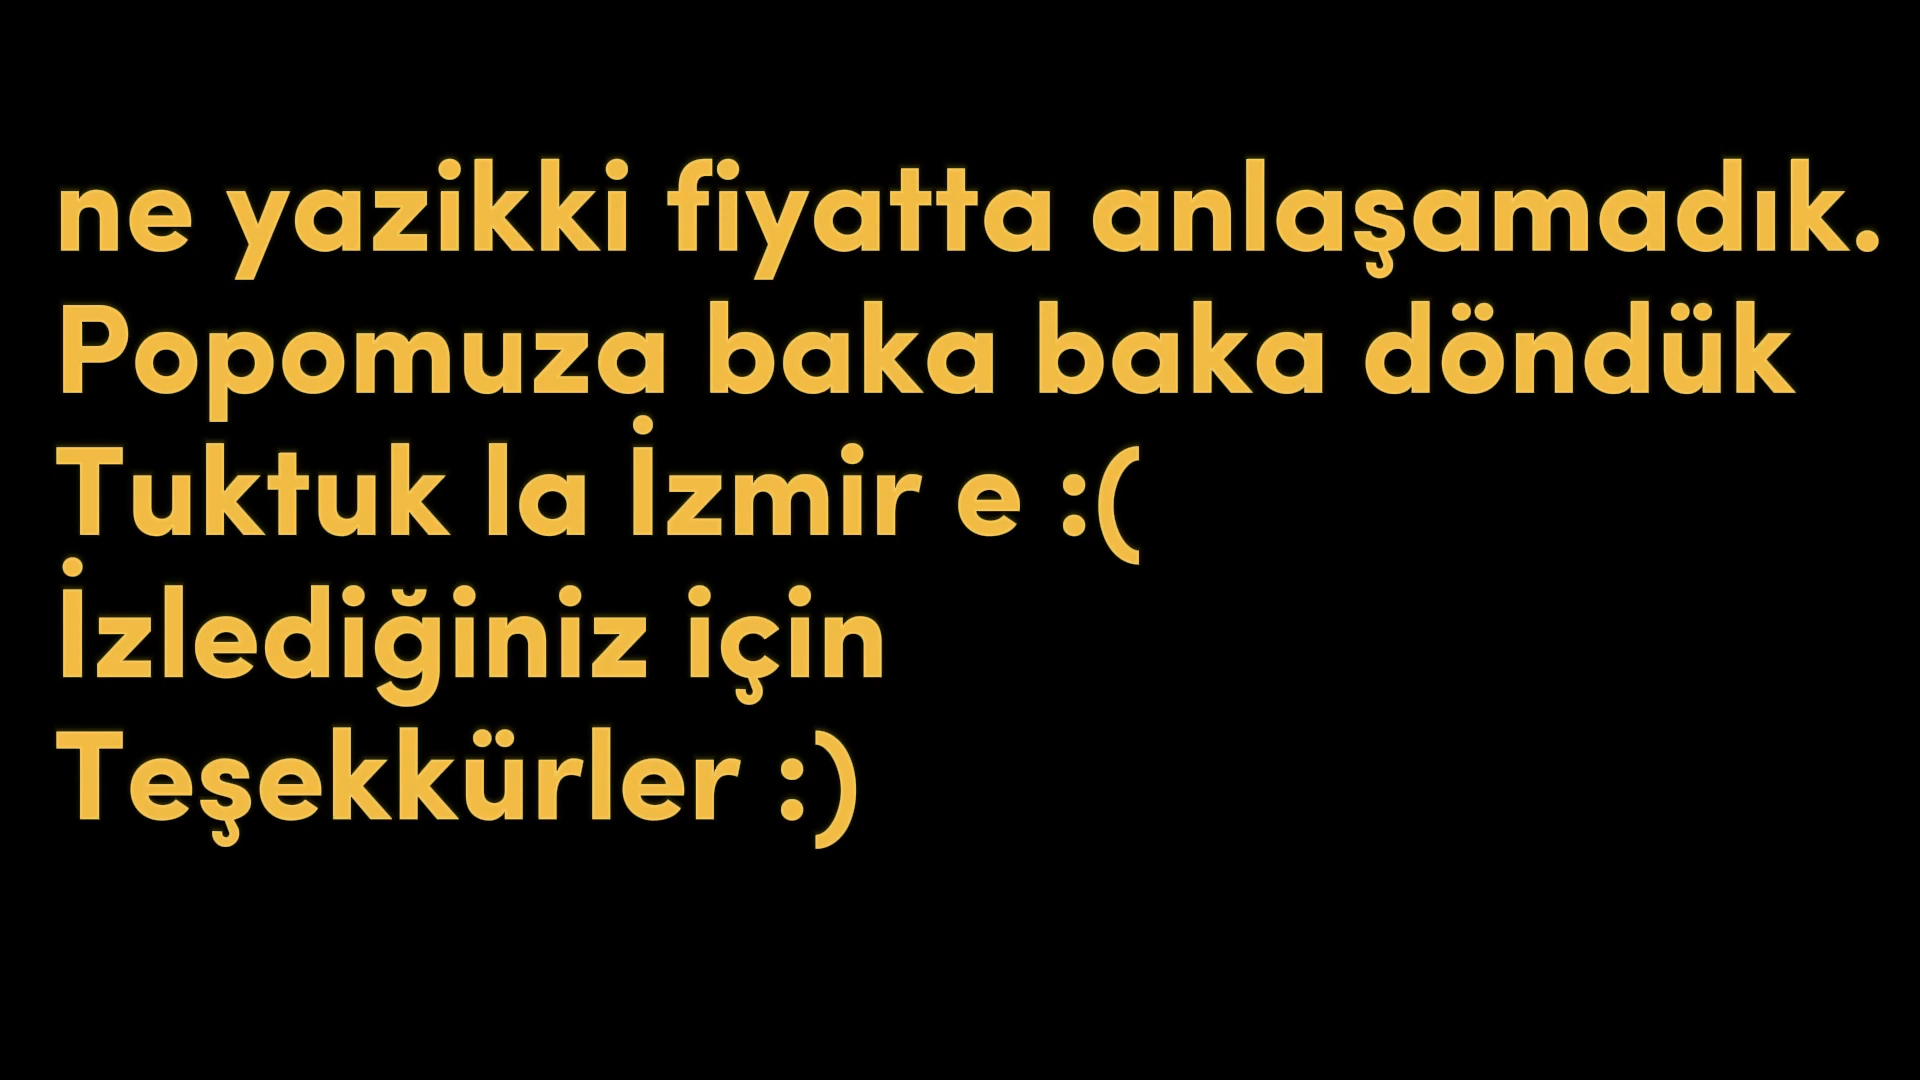 ne yazikki fiyatta anlaşamadık.
Popomuza baka baka döndük
Tuktuk la İzmir e :(
İzlediğiniz için
Teşekkürler :)